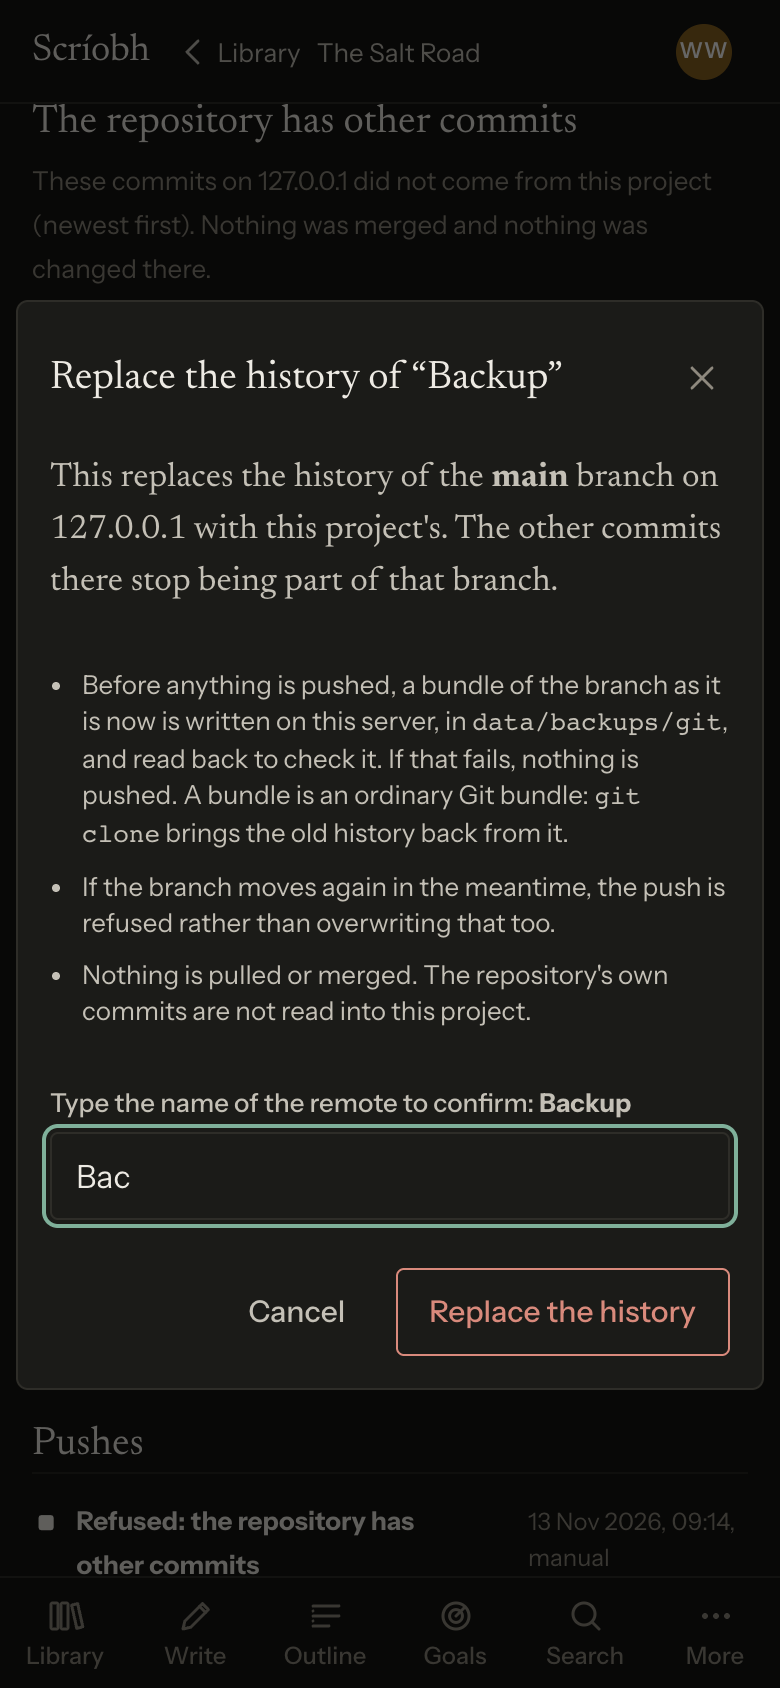 Scríobh
Library The Salt Road
WW
The repository has other commits
These commits on 127.0.0.1 did not come from this project
(newest first). Nothing was merged and nothing was
changed there.
Replace the history of “Backup”
This replaces the history of the main branch on
127.0.0.1 with this project's. The other commits
there stop being part of that branch.
• Before anything is pushed, a bundle of the branch as it
is now is written on this server, in data/backups/git,
and read back to check it. If that fails, nothing is
pushed. A bundle is an ordinary Git bundle: git
clone brings the old history back from it.
• If the branch moves again in the meantime, the push is
refused rather than overwriting that too.
• Nothing is pulled or merged. The repository's own
commits are not read into this project.
Type the name of the remote to confirm: Backup
Bac
Cancel Replace the history
Pushes
Refused: the repository has 13 Nov 2026, 09:14,
other commits manual
Library Write Outline Goals Search More